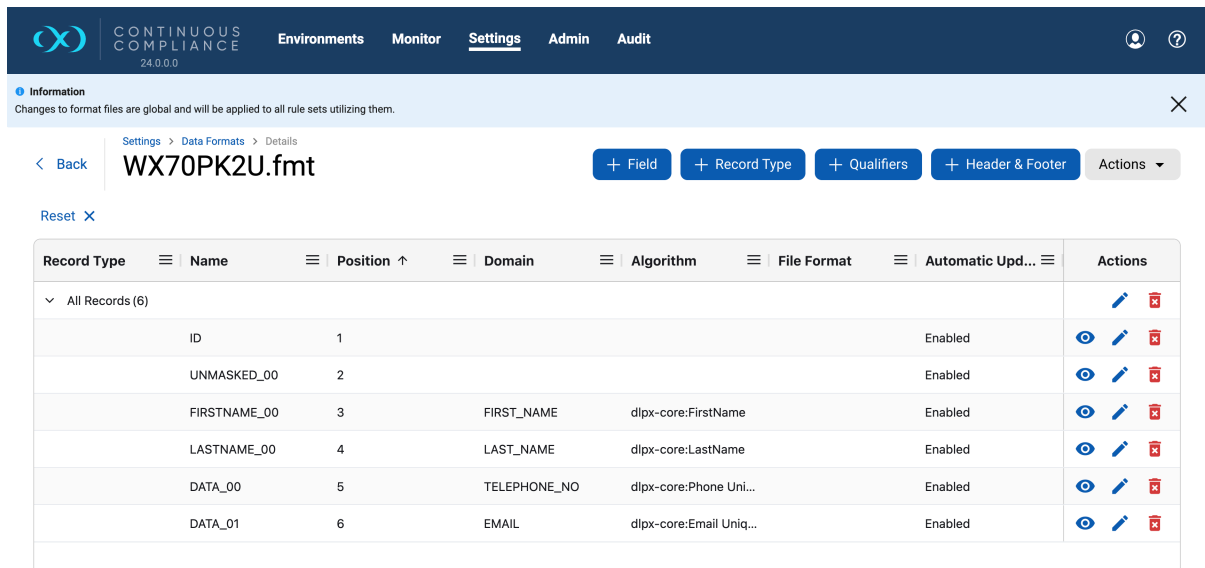 CONTINUOUS
COMPLIANCE
24.0.0.0
Environments Monitor Settings Admin Audit
Information
Changes to format files are global and will be applied to all rule sets utilizing them.
Back
Settings > Data Formats > Details
WX70PK2U.fmt
+ Field + Record Type + Qualifiers + Header & Footer Actions
Reset
Record Type Name Position Domain Algorithm File Format Automatic Upd... Actions
All Records (6)
ID 1 Enabled
UNMASKED_00 2 Enabled
FIRSTNAME_00 3 FIRST_NAME dlpx-core:FirstName Enabled
LASTNAME_00 4 LAST_NAME dlpx-core:LastName Enabled
DATA_00 5 TELEPHONE_NO dlpx-core:Phone Uni... Enabled
DATA_01 6 EMAIL dlpx-core:Email Uniq... Enabled